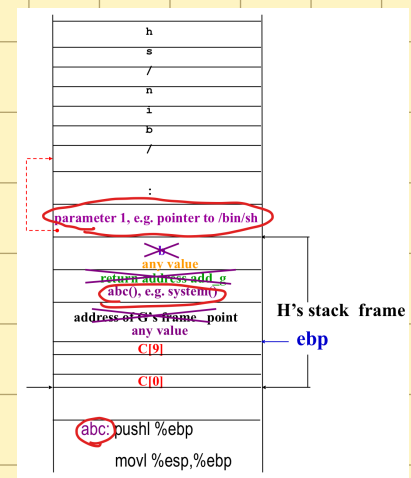 h
s
/
n
i
b
/
:
parameter 1, e.g. pointer to /bin/sh
b
any value
return address add_g
abc(), e.g. system()
address of G's frame point
any value
H's stack frame
ebp
C[9]
C[0]
abc: pushl %ebp
movl %esp,%ebp